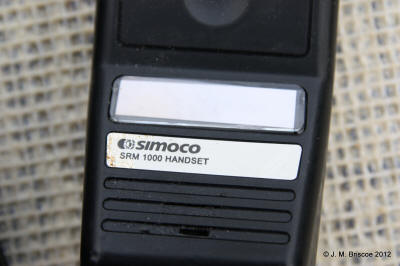 SIMOCO
SRM 1000 HANDSET
© J. M. Briscoe 2012